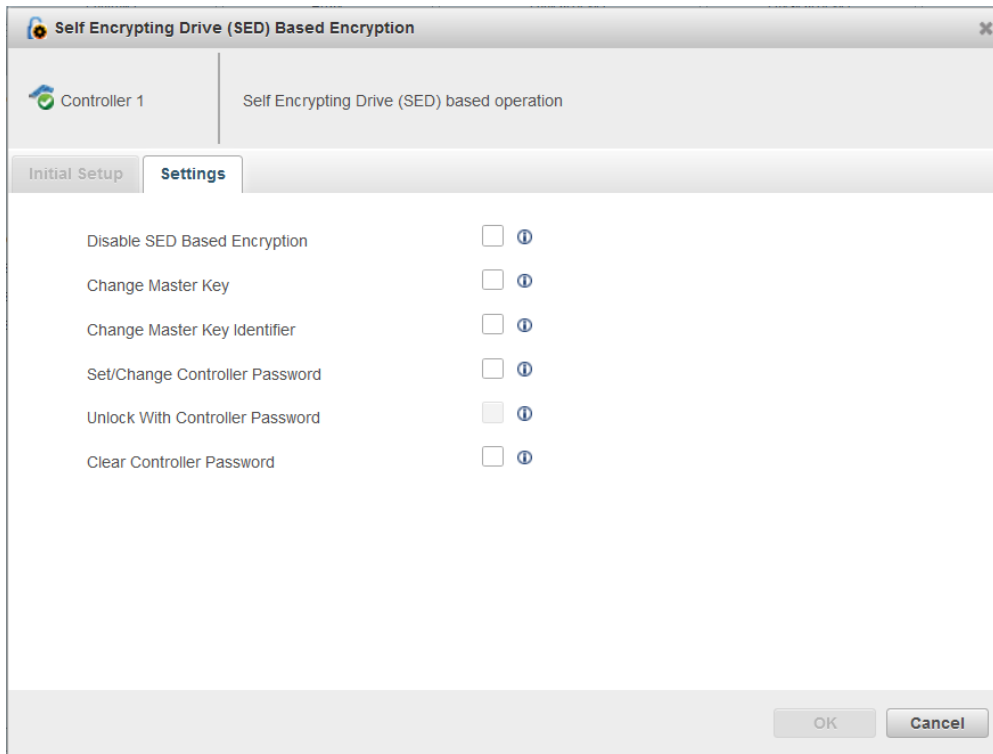 Self Encrypting Drive (SED) Based Encryption
Controller 1
Self Encrypting Drive (SED) based operation
Initial Setup
Settings
Disable SED Based Encryption
Change Master Key
Change Master Key Identifier
Set/Change Controller Password
Unlock With Controller Password
Clear Controller Password
OK
Cancel